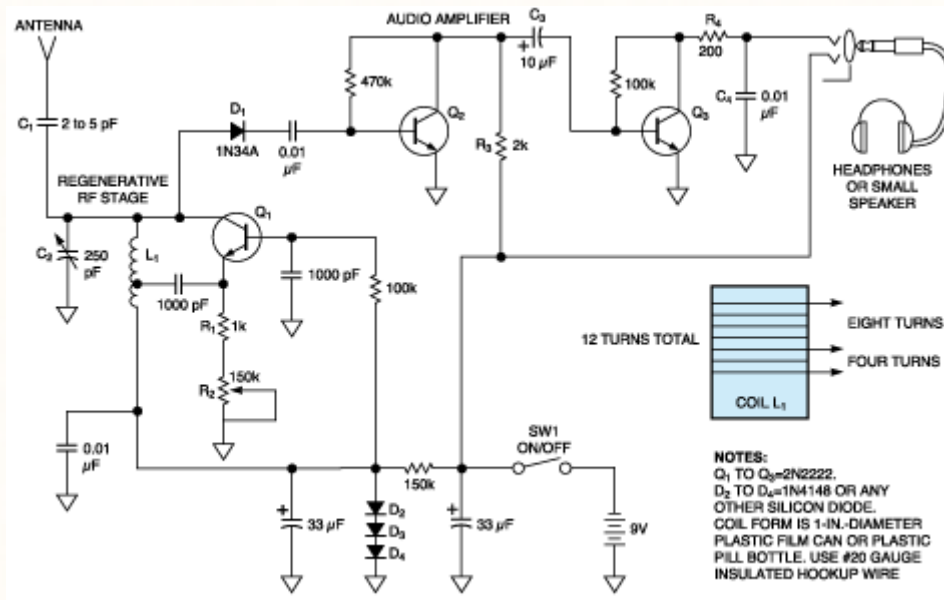 ANTENNA
AUDIO AMPLIFIER
C3
+
10 µF
R4
200
470k
100k
D1
1N34A
0.01
µF
Q2
Q3
C4
0.01
µF
C1
2 to 5 pF
R3
2k
HEADPHONES
OR SMALL
SPEAKER
REGENERATIVE
RF STAGE
Q1
C2
250
pF
L1
1000 pF
1000 pF
100k
R1
1k
150k
R2
12 TURNS TOTAL
EIGHT TURNS
FOUR TURNS
COIL L1
0.01
µF
SW1
ON/OFF
150k
+
33 µF
D2
D3
D4
+
33 µF
9V
NOTES:
Q1 TO Q3=2N2222.
D2 TO D4=1N4148 OR ANY
OTHER SILICON DIODE.
COIL FORM IS 1-IN.-DIAMETER
PLASTIC FILM CAN OR PLASTIC
PILL BOTTLE. USE #20 GAUGE
INSULATED HOOKUP WIRE